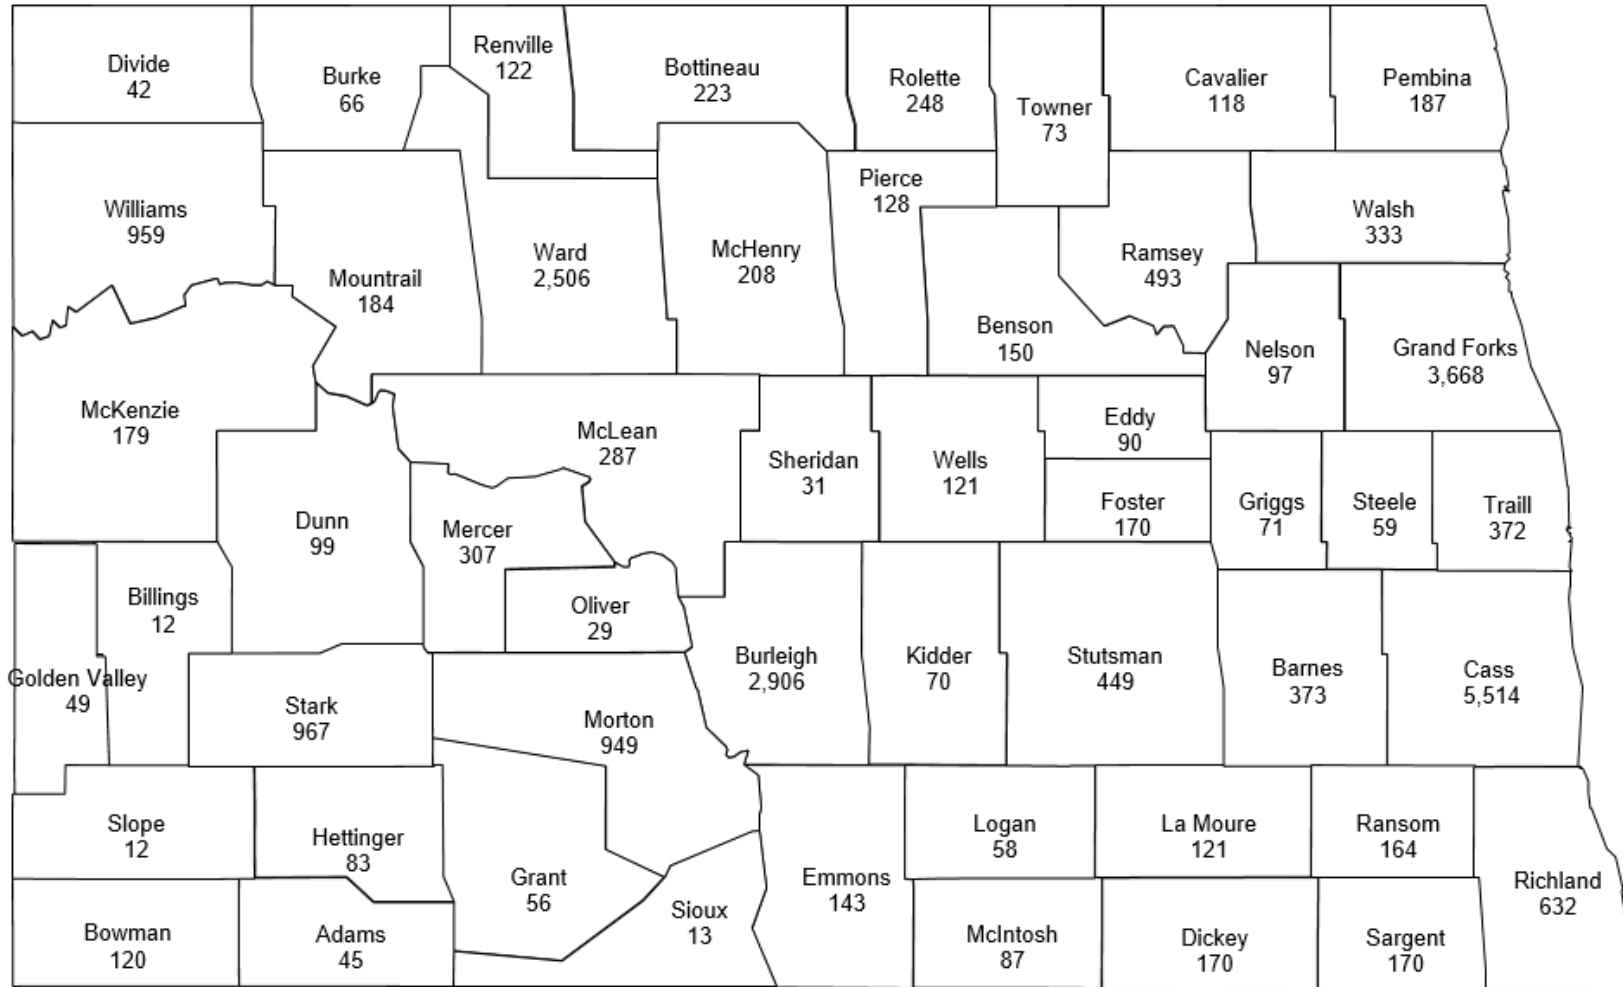 Divide
42
Burke
66
Renville
122
Bottineau
223
Rolette
248
Towner
73
Cavalier
118
Pembina
187
Williams
959
Mountrail
184
Ward
2,506
McHenry
208
Pierce
128
Benson
150
Ramsey
493
Walsh
333
Nelson
97
Grand Forks
3,668
McKenzie
179
Dunn
99
McLean
287
Mercer
307
Oliver
29
Sheridan
31
Wells
121
Eddy
90
Foster
170
Griggs
71
Steele
59
Traill
372
Golden Valley
49
Billings
12
Stark
967
Morton
949
Burleigh
2,906
Kidder
70
Stutsman
449
Barnes
373
Cass
5,514
Slope
12
Hettinger
83
Grant
56
Sioux
13
Emmons
143
Logan
58
La Moure
121
Ransom
164
Richland
632
Bowman
120
Adams
45
McIntosh
87
Dickey
170
Sargent
170